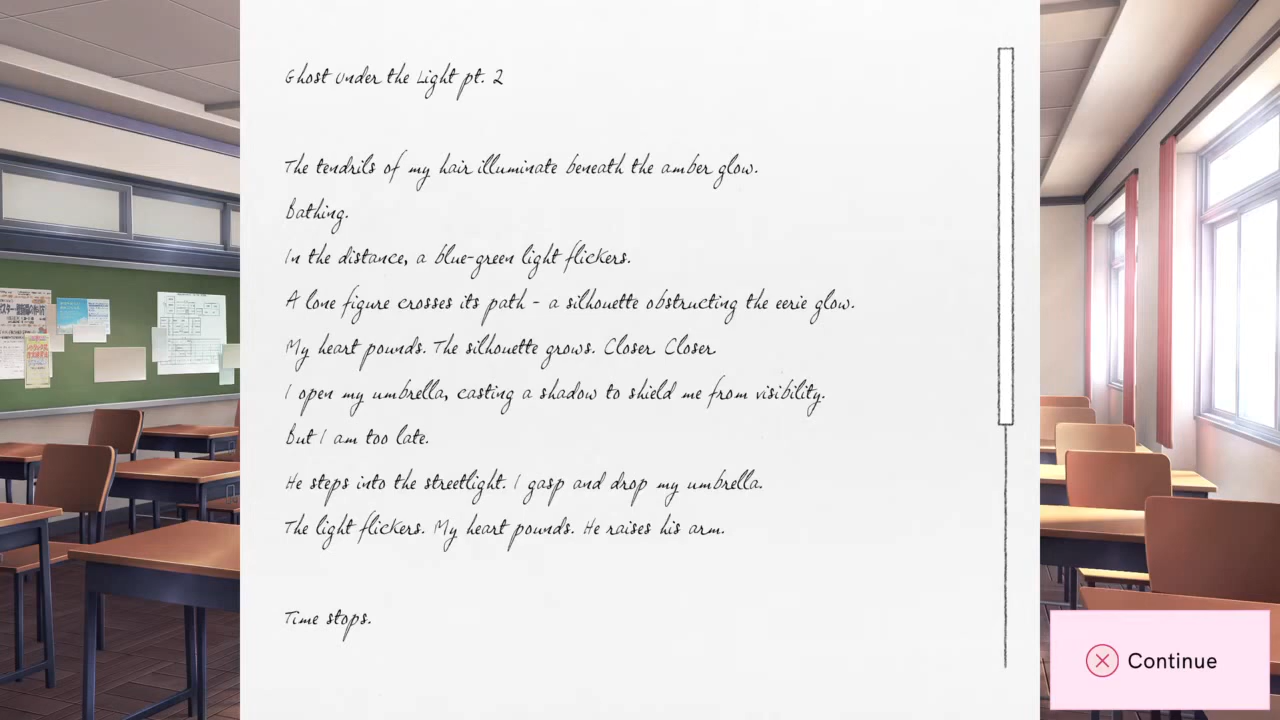 Ghost Under the Light pt. 2
The tendrils of my hair illuminate beneath the amber glow.
Bathing.
In the distance, a blue-green light flickers.
A lone figure crosses its path - a silhouette obstructing the eerie glow.
My heart pounds. The silhouette grows. Closer. Closer.
I open my umbrella, casting a shadow to shield me from visibility.
But I am too late.
He steps into the streetlight. I gasp and drop my umbrella.
The light flickers. My heart pounds. He raises his arm.
Time stops.
Continue